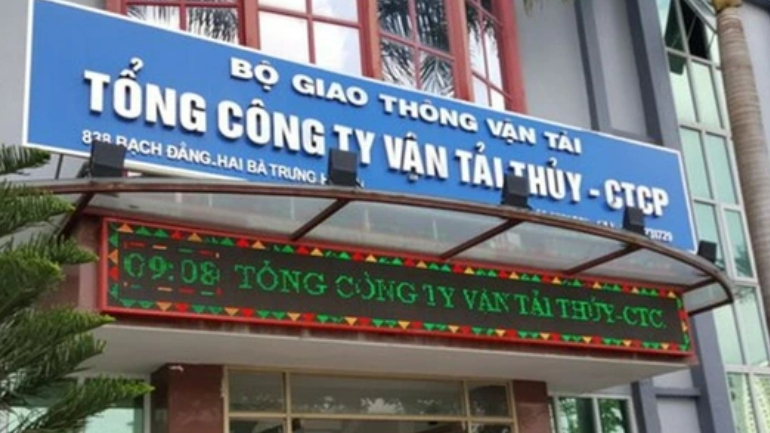 BỘ GIAO THÔNG VẬN TẢI
TỔNG CÔNG TY VẬN TẢI THỦY - CTCP
838 BẠCH ĐẰNG-HAI BÀ TRƯNG
09:08 TỔNG CÔNG TY VẬN TẢI THỦY-CTC